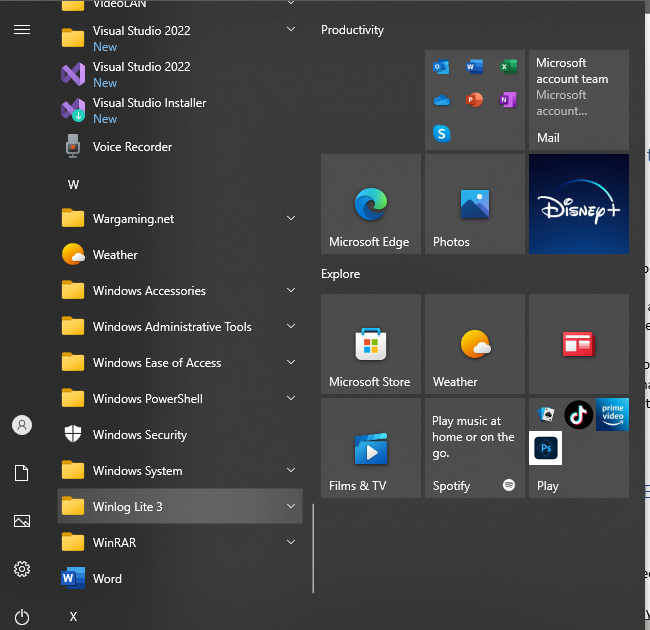 VideoLAN
Visual Studio 2022
New
Visual Studio 2022
New
Visual Studio Installer
New
Voice Recorder
W
Wargaming.net
Weather
Windows Accessories
Windows Administrative Tools
Windows Ease of Access
Windows PowerShell
Windows Security
Windows System
Winlog Lite 3
WinRAR
Word
X
Productivity
Microsoft
account team
Microsoft
account...
Mail
Microsoft Edge
Photos
Disney+
Explore
Microsoft Store
Weather
Films & TV
Play music at
home or on the
go.
Spotify
prime
video
Ps
Play